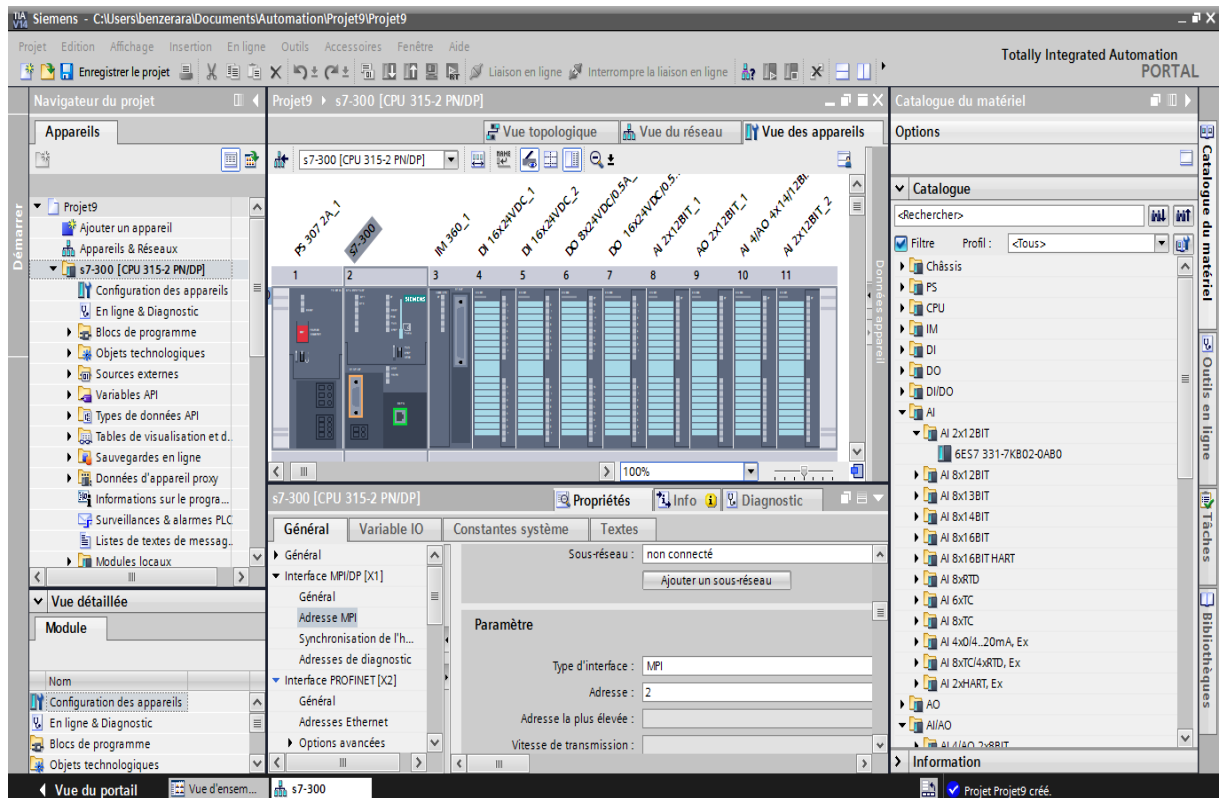 TIA V14 Siemens - C:\Users\benzerara\Documents\Automation\Projet9\Projet9
Projet Edition Affichage Insertion En ligne Outils Accessoires Fenêtre Aide
Totally Integrated Automation
PORTAL
Enregistrer le projet Liaison en ligne Interrompre la liaison en ligne
Navigateur du projet
Appareils
Démarrer
Projet9
Ajouter un appareil
Appareils & Réseaux
s7-300 [CPU 315-2 PN/DP]
Configuration des appareils
En ligne & Diagnostic
Blocs de programme
Objets technologiques
Sources externes
Variables API
Types de données API
Tables de visualisation et d..
Sauvegardes en ligne
Données d'appareil proxy
Informations sur le progra...
Surveillances & alarmes PLC
Listes de textes de messag..
Modules locaux
Vue détaillée
Module
Nom
Configuration des appareils
En ligne & Diagnostic
Blocs de programme
Objets technologiques
Projet9 s7-300 [CPU 315-2 PN/DP]
Vue topologique Vue du réseau Vue des appareils
s7-300 [CPU 315-2 PN/DP]
PS 307 2A_1
s7-300
IM 360_1
DI 16x24VDC_1
DI 16x24VDC_2
DO 8x24VDC/0.5A_
DO 16x24VDC/0.5..
AI 2x12BIT_1
AO 2x12BIT_1
AI 4/AO 4x14/12BI..
AI 2x12BIT_2
1 2 3 4 5 6 7 8 9 10 11
SIEMENS
Données appareil
100%
s7-300 [CPU 315-2 PN/DP]
Propriétés Info Diagnostic
Général Variable IO Constantes système Textes
Général
Interface MPI/DP [X1]
Général
Adresse MPI
Synchronisation de l'h...
Adresses de diagnostic
Interface PROFINET [X2]
Général
Adresses Ethernet
Options avancées
Sous-réseau : non connecté
Ajouter un sous-réseau
Paramètre
Type d'interface : MPI
Adresse : 2
Adresse la plus élevée :
Vitesse de transmission :
Catalogue du matériel
Options
Catalogue
<Rechercher>
Filtre Profil : <Tous>
Châssis
PS
CPU
IM
DI
DO
DI/DO
AI
AI 2x12BIT
6ES7 331-7KB02-0AB0
AI 8x12BIT
AI 8x13BIT
AI 8x14BIT
AI 8x16BIT
AI 8x16BIT HART
AI 8xRTD
AI 6xTC
AI 8xTC
AI 4x0/4..20mA, Ex
AI 8xTC/4xRTD, Ex
AI 2xHART, Ex
AO
AI/AO
AI 4/AO 2x8BIT
Information
Catalogue du matériel
Outils en ligne
Tâches
Bibliothèques
Vue du portail Vue d'ensem... s7-300
Projet Projet9 créé.